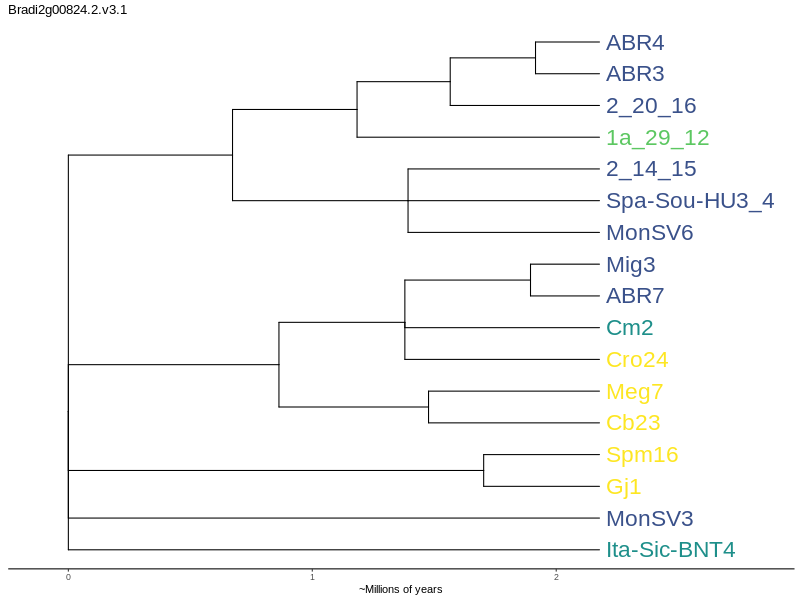 Bradi2g00824.2.v3.1
ABR4
ABR3
2_20_16
1a_29_12
2_14_15
Spa-Sou-HU3_4
MonSV6
Mig3
ABR7
Cm2
Cro24
Meg7
Cb23
Spm16
Gj1
MonSV3
Ita-Sic-BNT4
0 1 2
~Millions of years